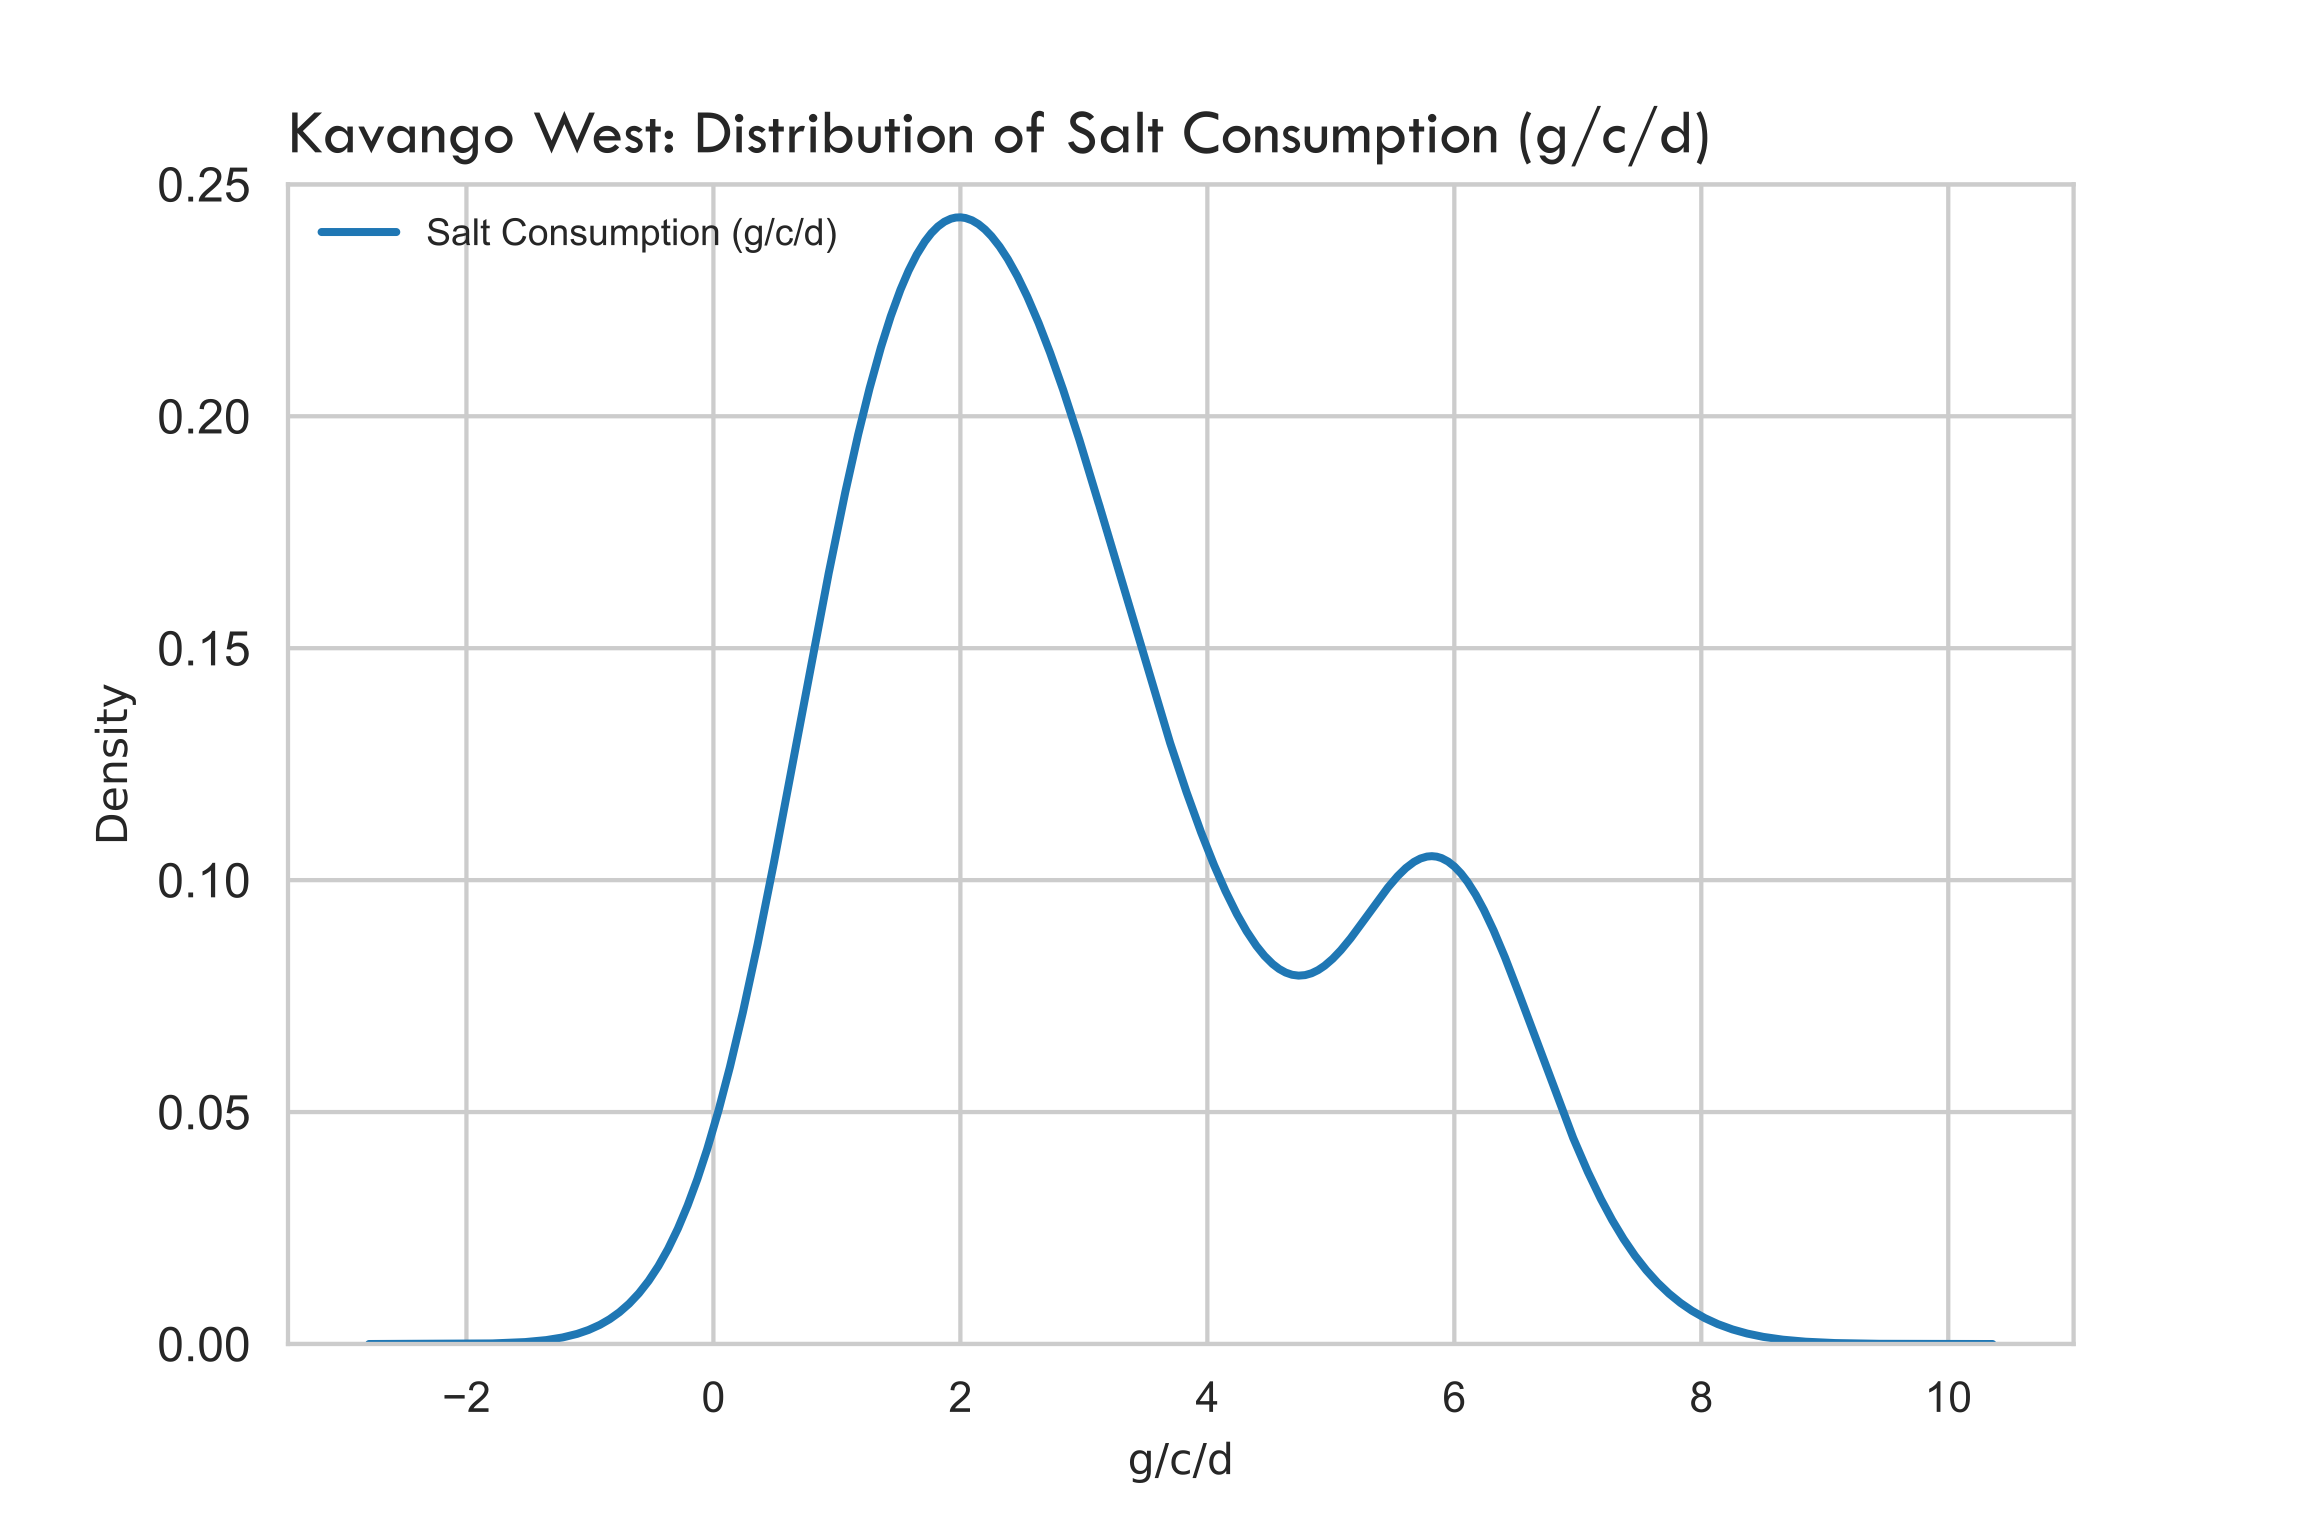 Kavango West: Distribution of Salt Consumption (g/c/d)
Salt Consumption (g/c/d)
0.25
0.20
0.15
0.10
0.05
0.00
Density
−2 0 2 4 6 8 10
g/c/d